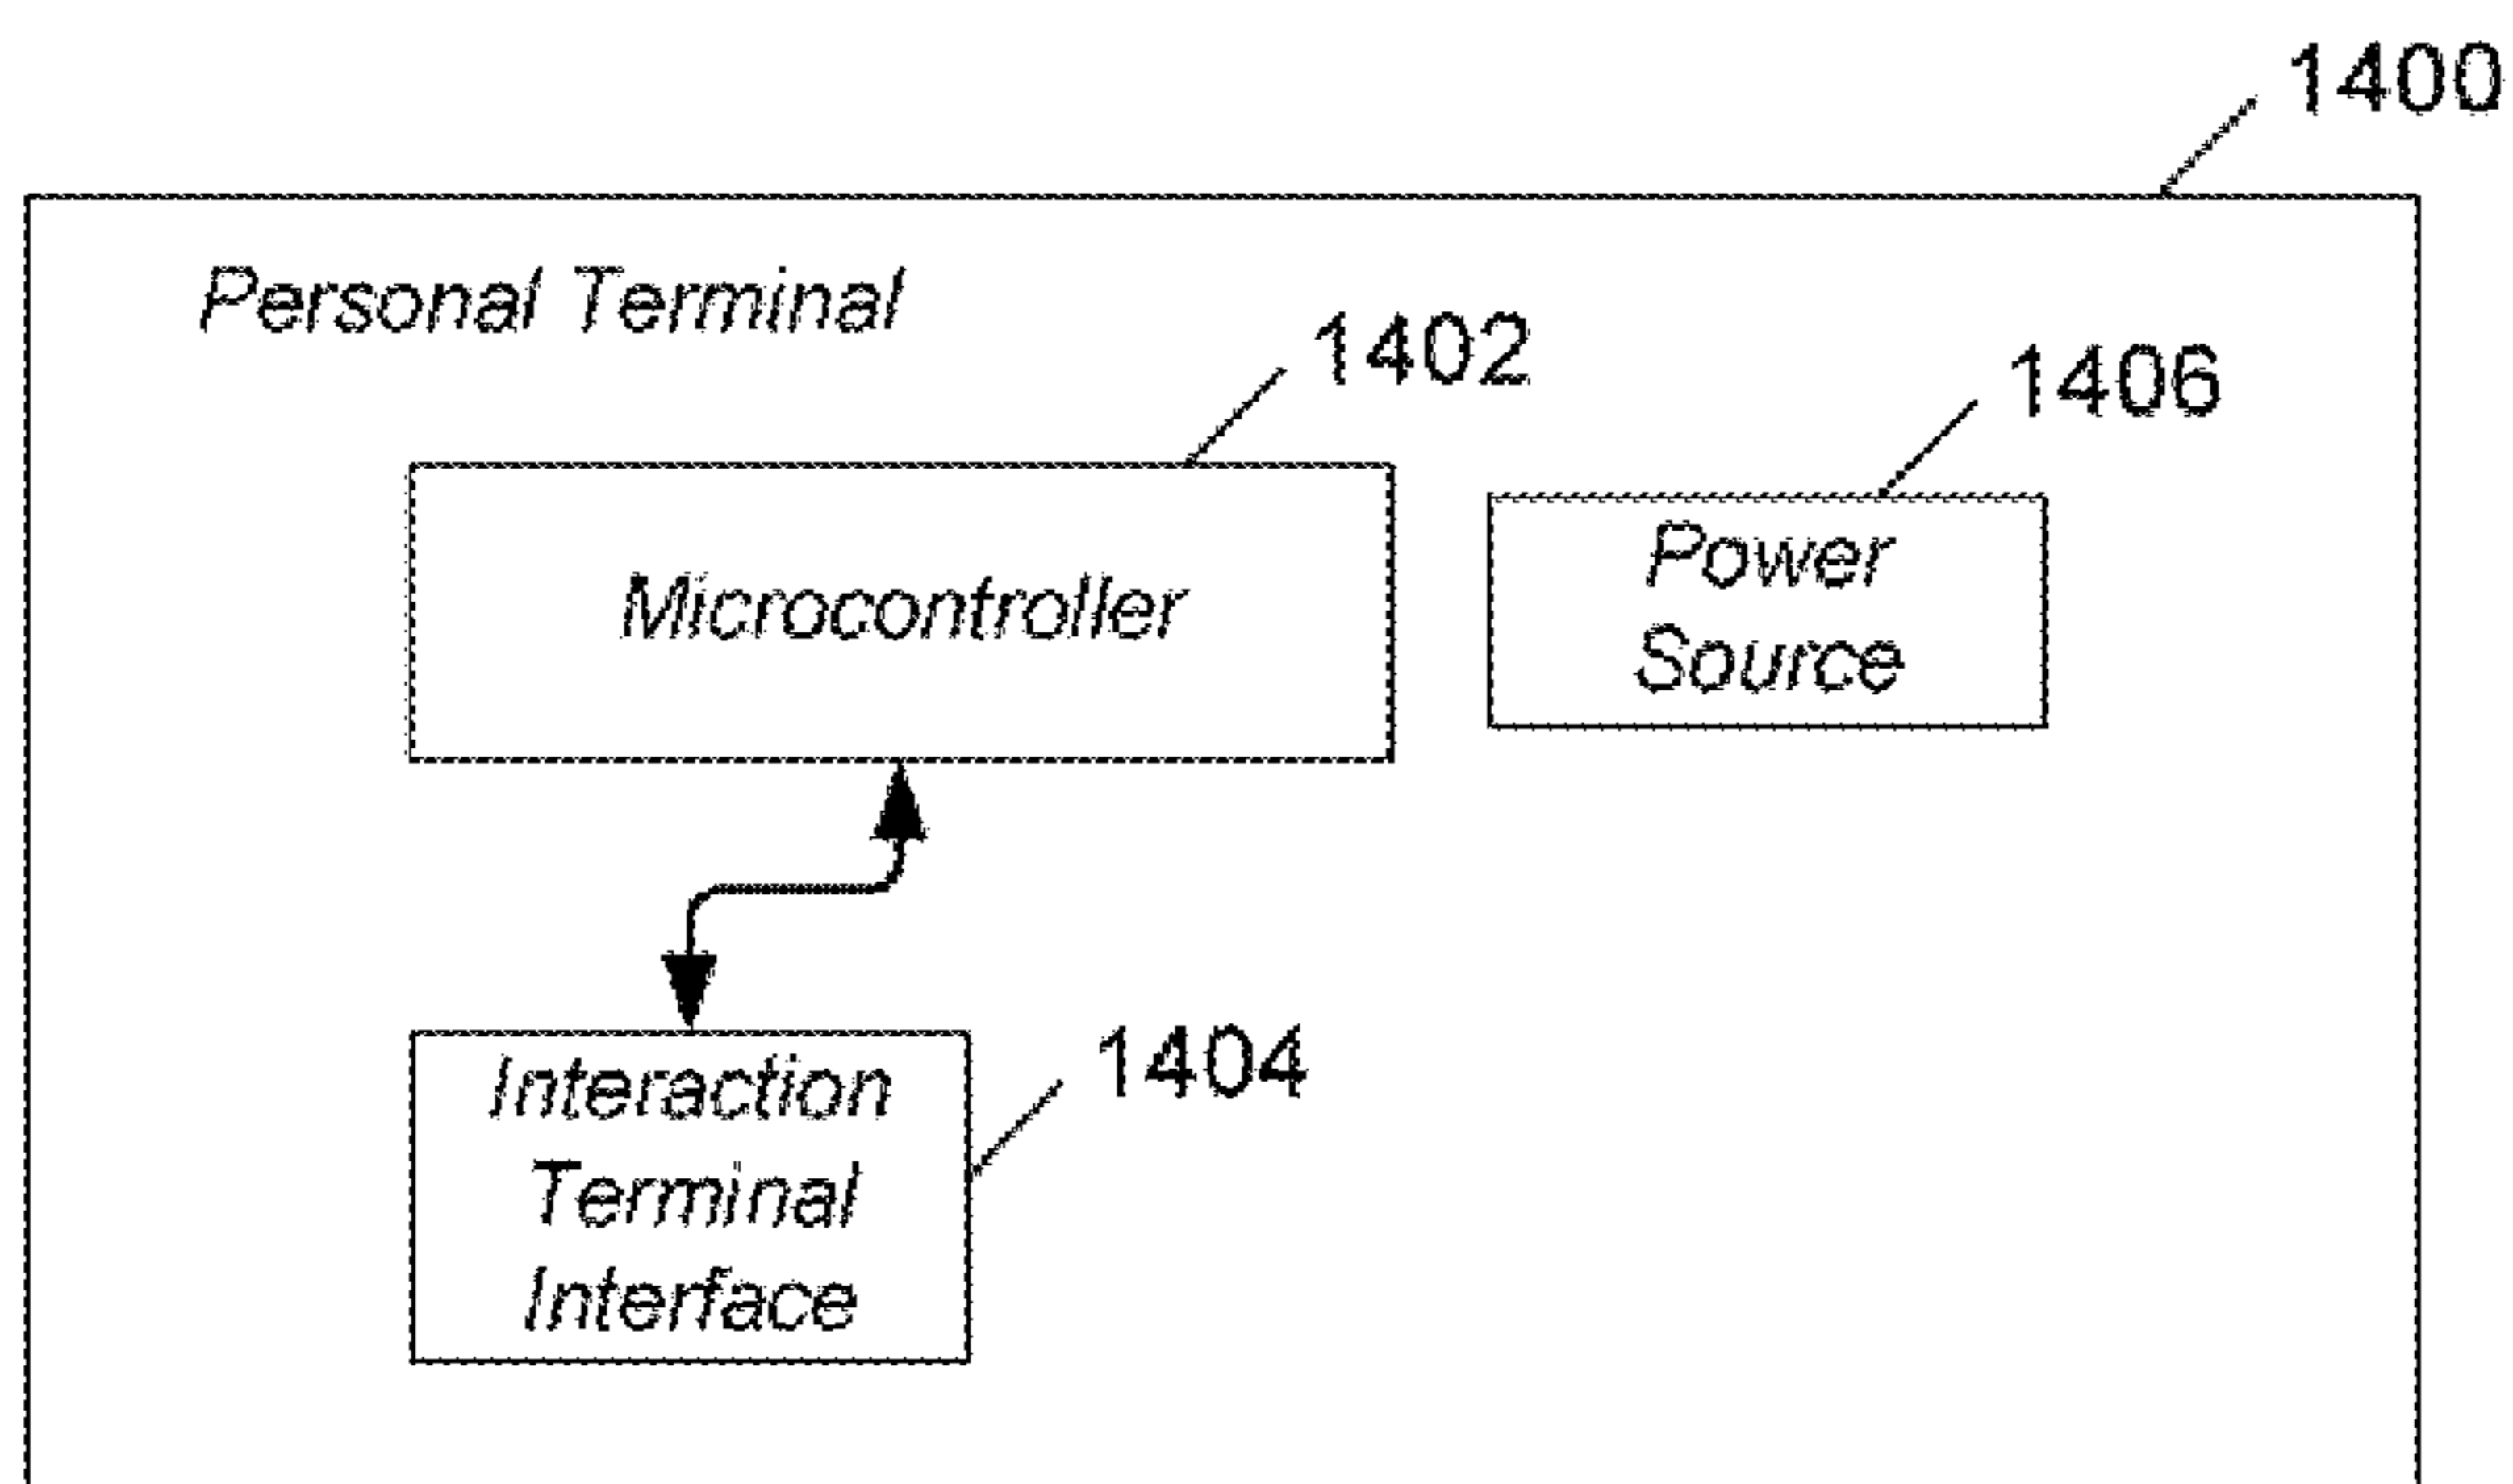 1400
Personal Terminal
1402
1406
Microcontroller
Power
Source
1404
Interaction
Terminal
Interface